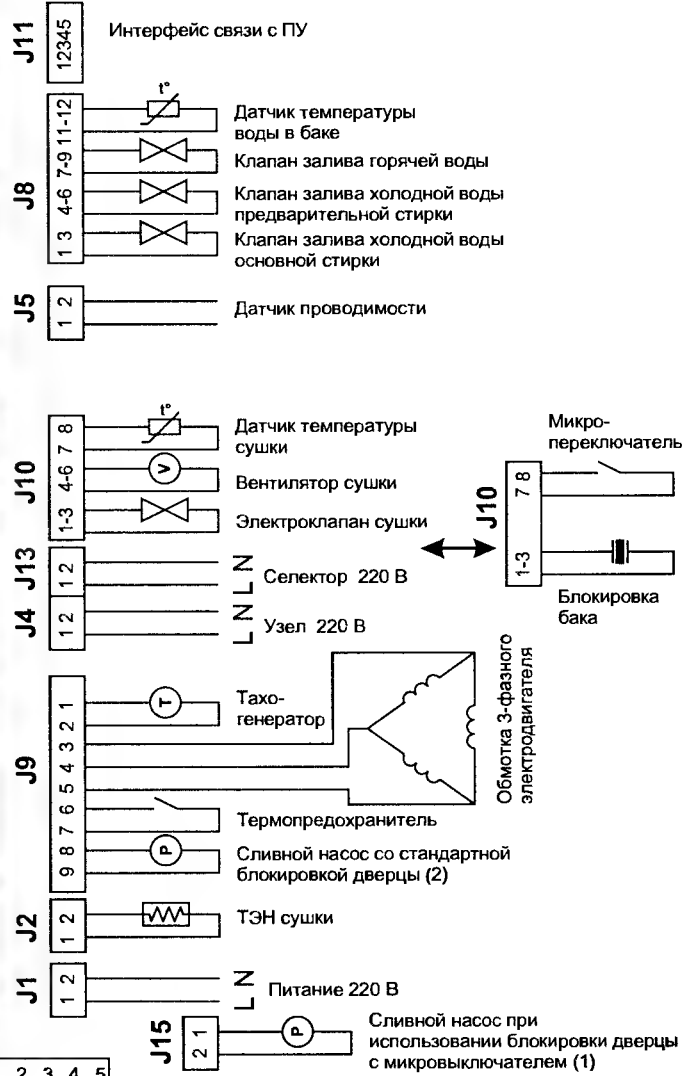 J11
12345
Интерфейс связи с ПУ
J8
1 3 4-6 7-9 11-12
t°
Датчик температуры
воды в баке
Клапан залива горячей воды
Клапан залива холодной воды
предварительной стирки
Клапан залива холодной воды
основной стирки
J5
1 2
Датчик проводимости
J10
1-3 4-6 7 8
t°
Датчик температуры
сушки
V
Вентилятор сушки
Электроклапан сушки
J10
1-3 7 8
Микро-
переключатель
Блокировка
бака
J13
1 2
L N
Селектор 220 В
J4
1 2
L N
Узел 220 В
J9
9 8 7 6 5 4 3 2 1
T
Тахо-
генератор
Обмотка 3-фазного
электродвигателя
Термопредохранитель
P
Сливной насос со стандартной
блокировкой дверцы (2)
J2
1 2
ТЭН сушки
J1
1 2
L N
Питание 220 В
J15
2 1
P
Сливной насос при
использовании блокировки дверцы
с микровыключателем (1)
2 3 4 5